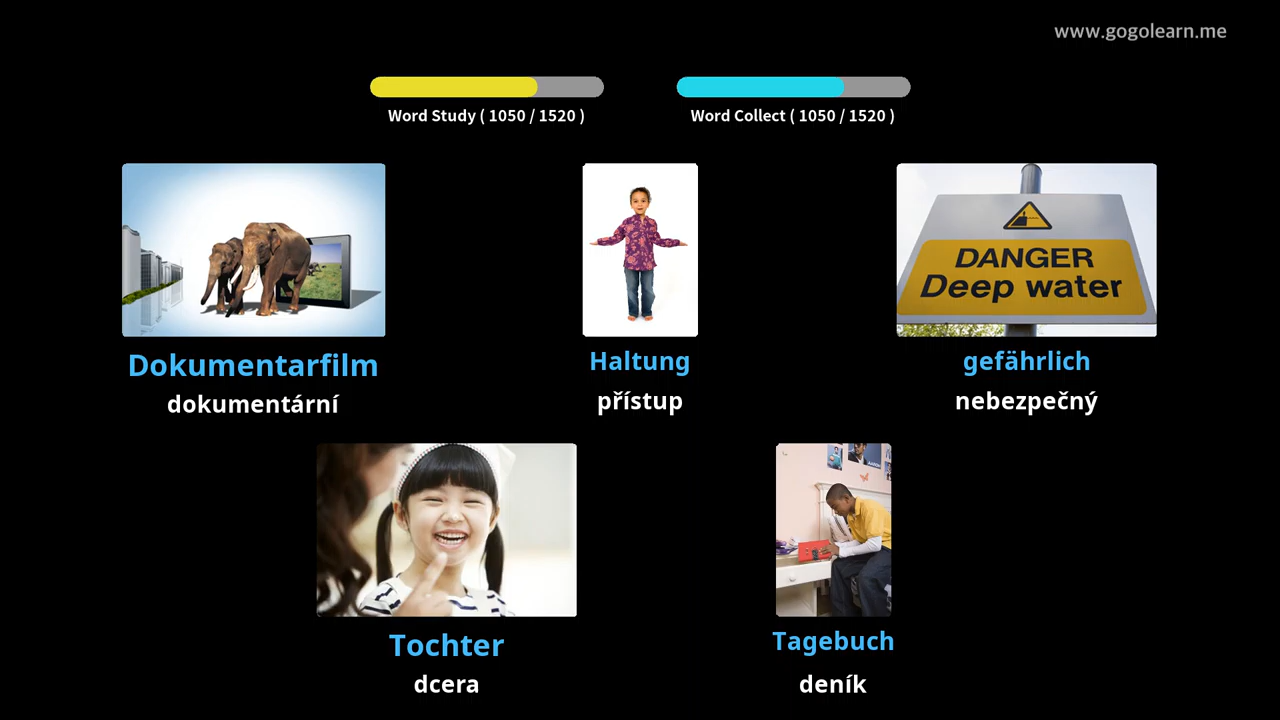 www.gogolearn.me
Word Study ( 1050 / 1520 )
Word Collect ( 1050 / 1520 )
DANGER
Deep water
Dokumentarfilm
dokumentární
Haltung
přístup
gefährlich
nebezpečný
Tochter
dcera
Tagebuch
deník